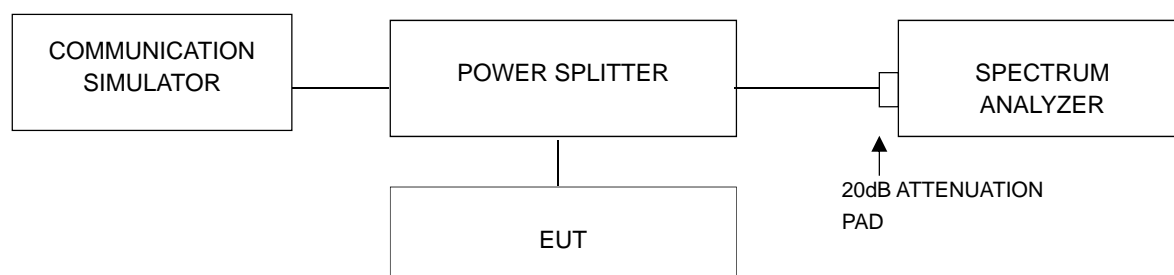 COMMUNICATION
SIMULATOR
POWER SPLITTER
SPECTRUM
ANALYZER
20dB ATTENUATION
PAD
EUT